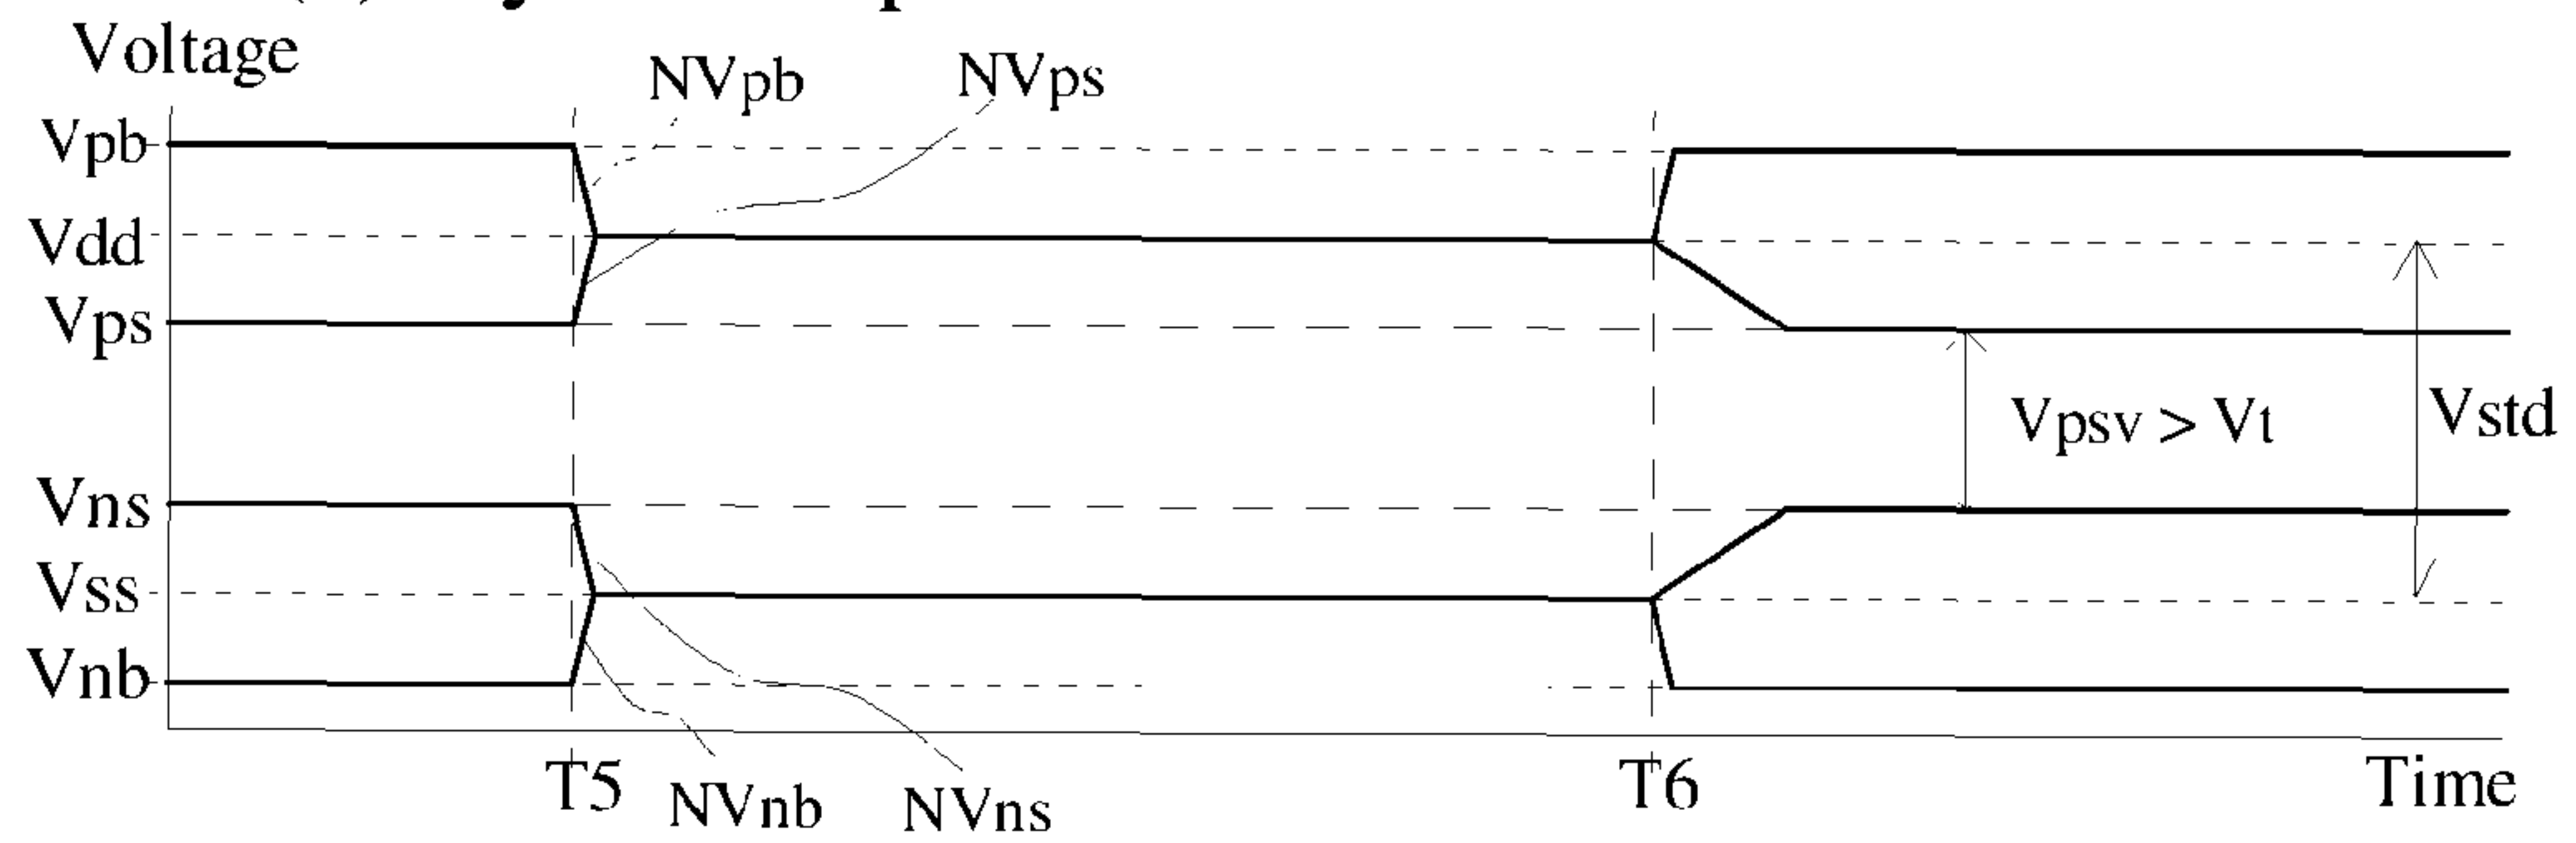 Voltage
NVpb
NVps
Vpb
Vdd
Vps
Vpsv > Vt
Vstd
Vns
Vss
Vnb
T5
NVnb
NVns
T6
Time